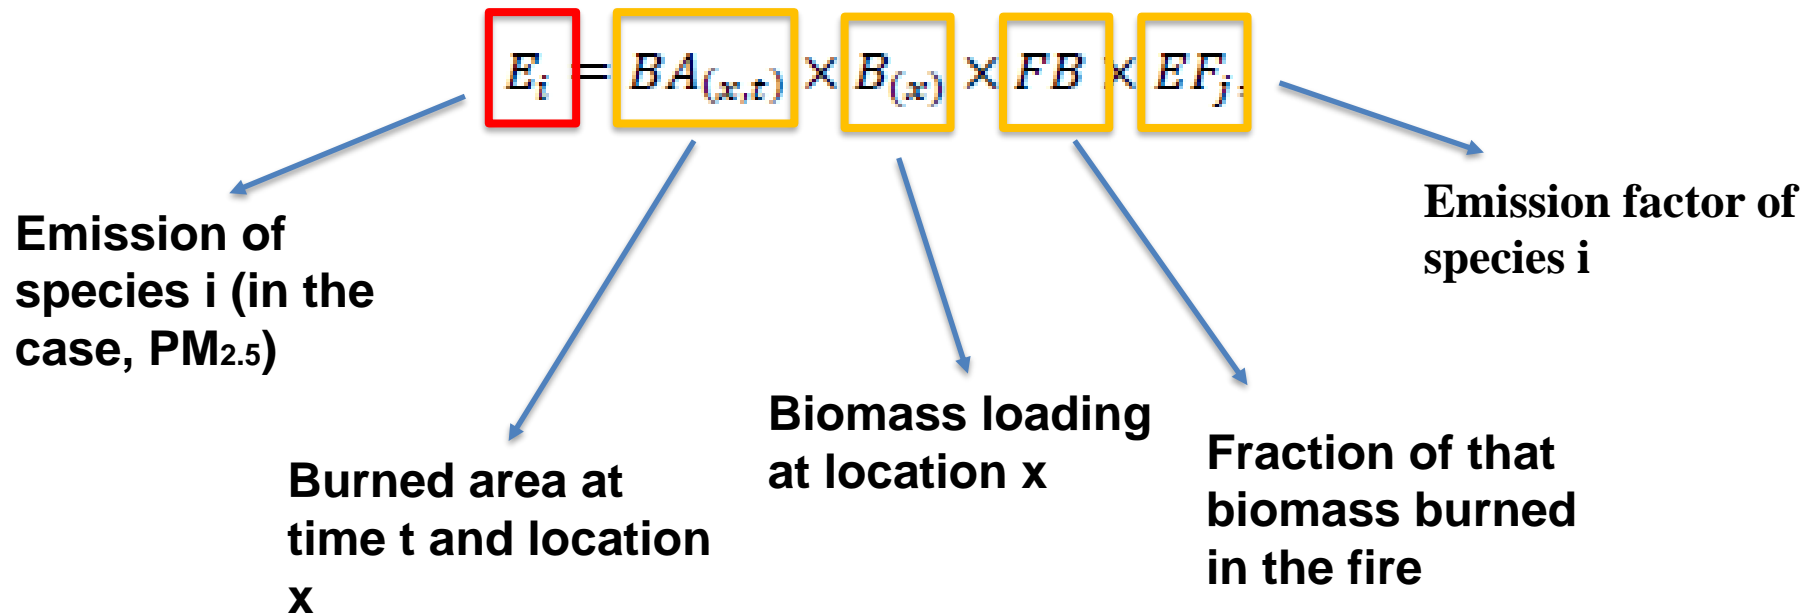 E_i = BA_(x,t) × B_(x) × FB × EF_j,
Emission of
species i (in the
case, PM2.5)
Burned area at
time t and location
x
Biomass loading
at location x
Fraction of that
biomass burned
in the fire
Emission factor of
species i